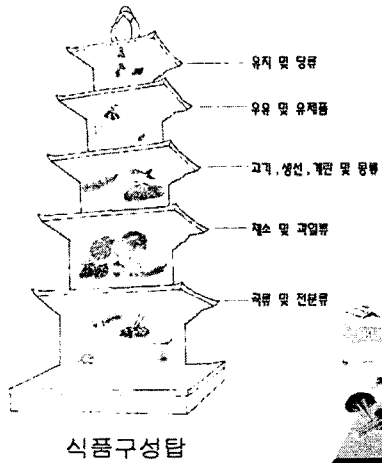 유지 및 당류
우유 및 유제품
고기, 생선, 계란 및 콩류
채소 및 과일류
곡류 및 전분류
식품구성탑